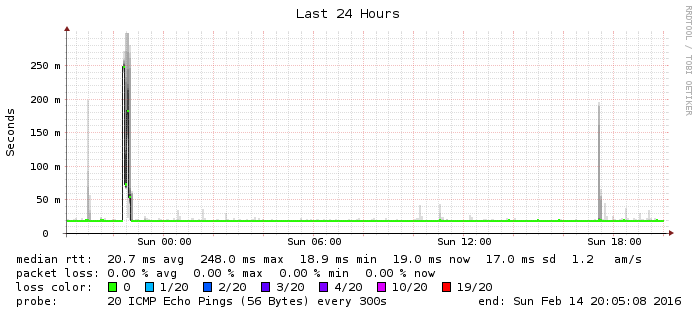 Last 24 Hours
RRDTOOL / TOBI OETIKER
Seconds
250 m
200 m
150 m
100 m
50 m
0
Sun 00:00 Sun 06:00 Sun 12:00 Sun 18:00
median rtt: 20.7 ms avg 248.0 ms max 18.9 ms min 19.0 ms now 17.0 ms sd 1.2 am/s
packet loss: 0.00 % avg 0.00 % max 0.00 % min 0.00 % now
loss color: 0 1/20 2/20 3/20 4/20 10/20 19/20
probe: 20 ICMP Echo Pings (56 Bytes) every 300s end: Sun Feb 14 20:05:08 2016